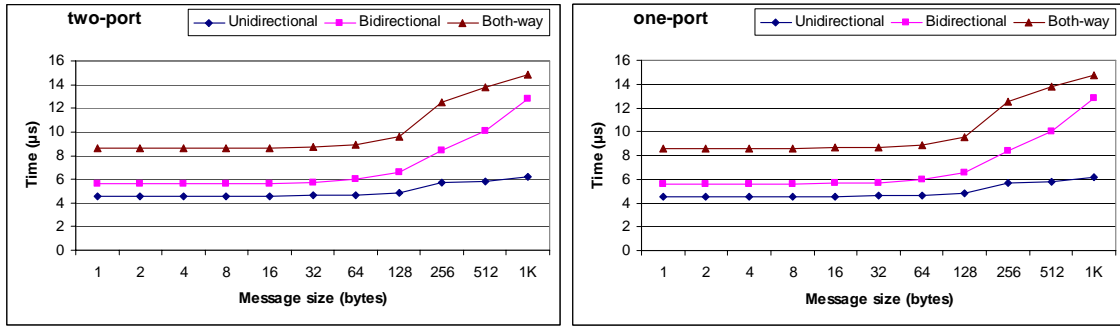 two-port
Unidirectional Bidirectional Both-way
16
14
12
10
8
6
4
2
0
Time (µs)
1 2 4 8 16 32 64 128 256 512 1K
Message size (bytes)
one-port
Unidirectional Bidirectional Both-way
16
14
12
10
8
6
4
2
0
Time (µs)
1 2 4 8 16 32 64 128 256 512 1K
Message size (bytes)